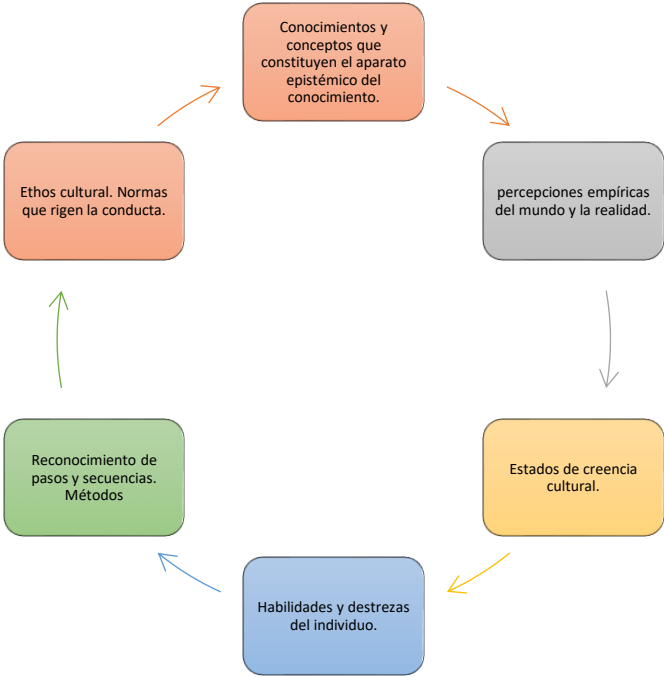 Conocimientos y
conceptos que
constituyen el aparato
epistémico del
conocimiento.
percepciones empíricas
del mundo y la realidad.
Estados de creencia
cultural.
Habilidades y destrezas
del individuo.
Reconocimiento de
pasos y secuencias.
Métodos
Ethos cultural. Normas
que rigen la conducta.